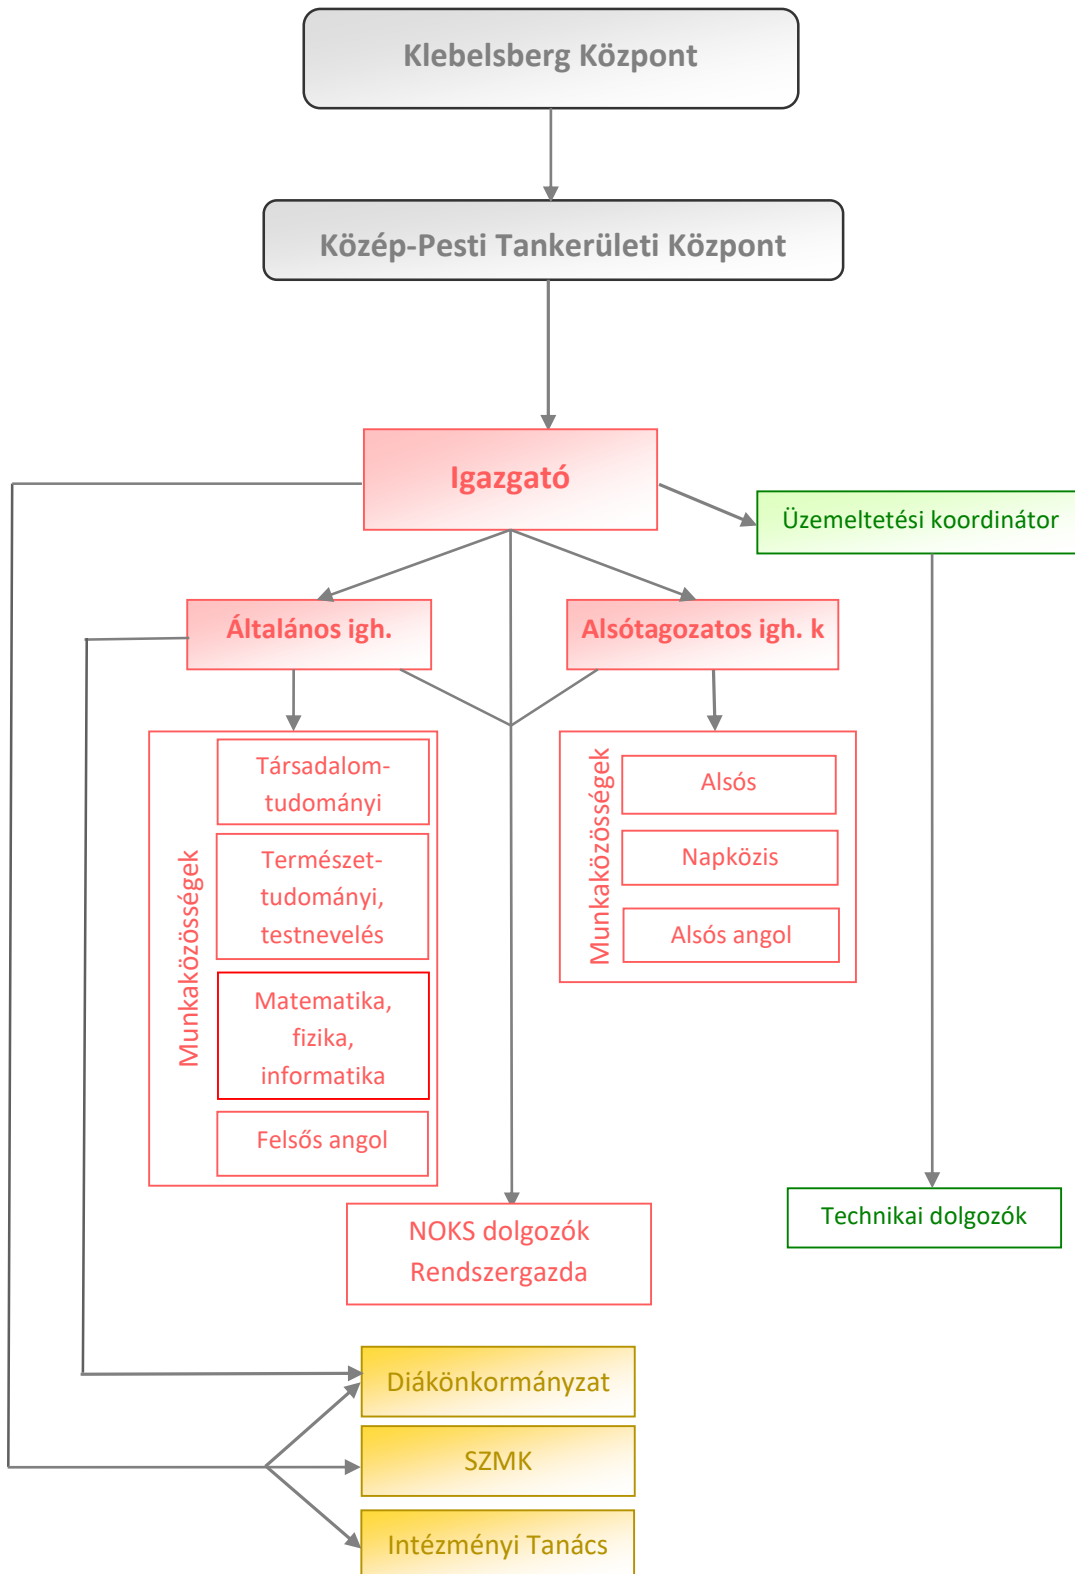 Klebelsberg Központ
Közép-Pesti Tankerületi Központ
Igazgató
Üzemeltetési koordinátor
Általános igh.
Alsótagozatos igh. k
Munkaközösségek
Társadalom-
tudományi
Természet-
tudományi,
testnevelés
Matematika,
fizika,
informatika
Felsős angol
Munkaközösségek
Alsós
Napközis
Alsós angol
NOKS dolgozók
Rendszergazda
Technikai dolgozók
Diákönkormányzat
SZMK
Intézményi Tanács